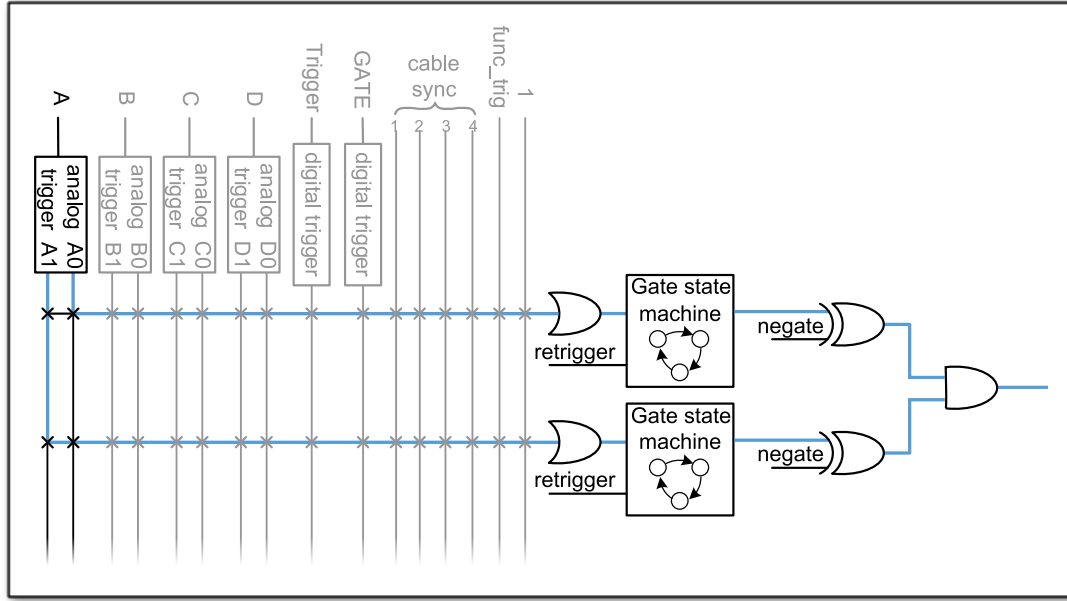 A
B
C
D
Trigger
GATE
cable
sync
func_trig
1
1
2
3
4
analog A0
trigger A1
analog B0
trigger B1
analog C0
trigger C1
analog D0
trigger D1
digital trigger
digital trigger
Gate state
machine
retrigger
negate
Gate state
machine
retrigger
negate